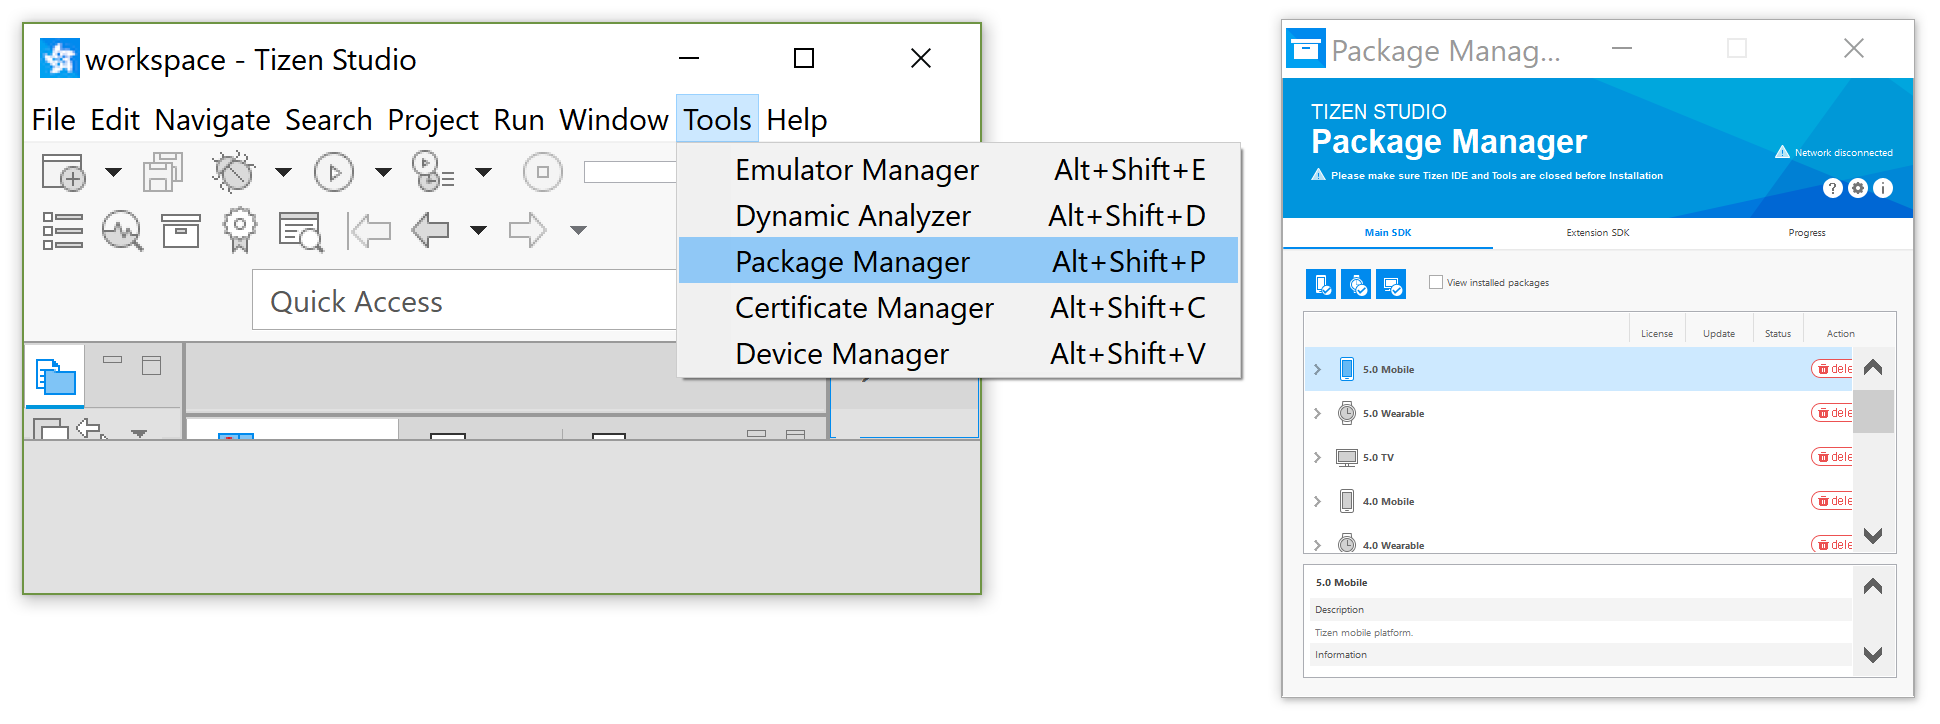 workspace - Tizen Studio
File Edit Navigate Search Project Run Window Tools Help
Emulator Manager Alt+Shift+E
Dynamic Analyzer Alt+Shift+D
Package Manager Alt+Shift+P
Certificate Manager Alt+Shift+C
Device Manager Alt+Shift+V
Quick Access
Package Manag...
TIZEN STUDIO
Package Manager
Network disconnected
Please make sure Tizen IDE and Tools are closed before Installation
Main SDK Extension SDK Progress
View installed packages
License Update Status Action
5.0 Mobile dele
5.0 Wearable dele
5.0 TV dele
4.0 Mobile dele
4.0 Wearable dele
5.0 Mobile
Description
Tizen mobile platform.
Information